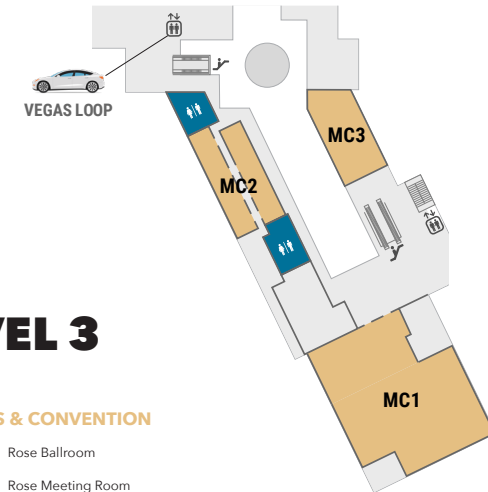 VEGAS LOOP
MC3
MC2
VEL 3
MC1
S & CONVENTION
Rose Ballroom
Rose Meeting Room